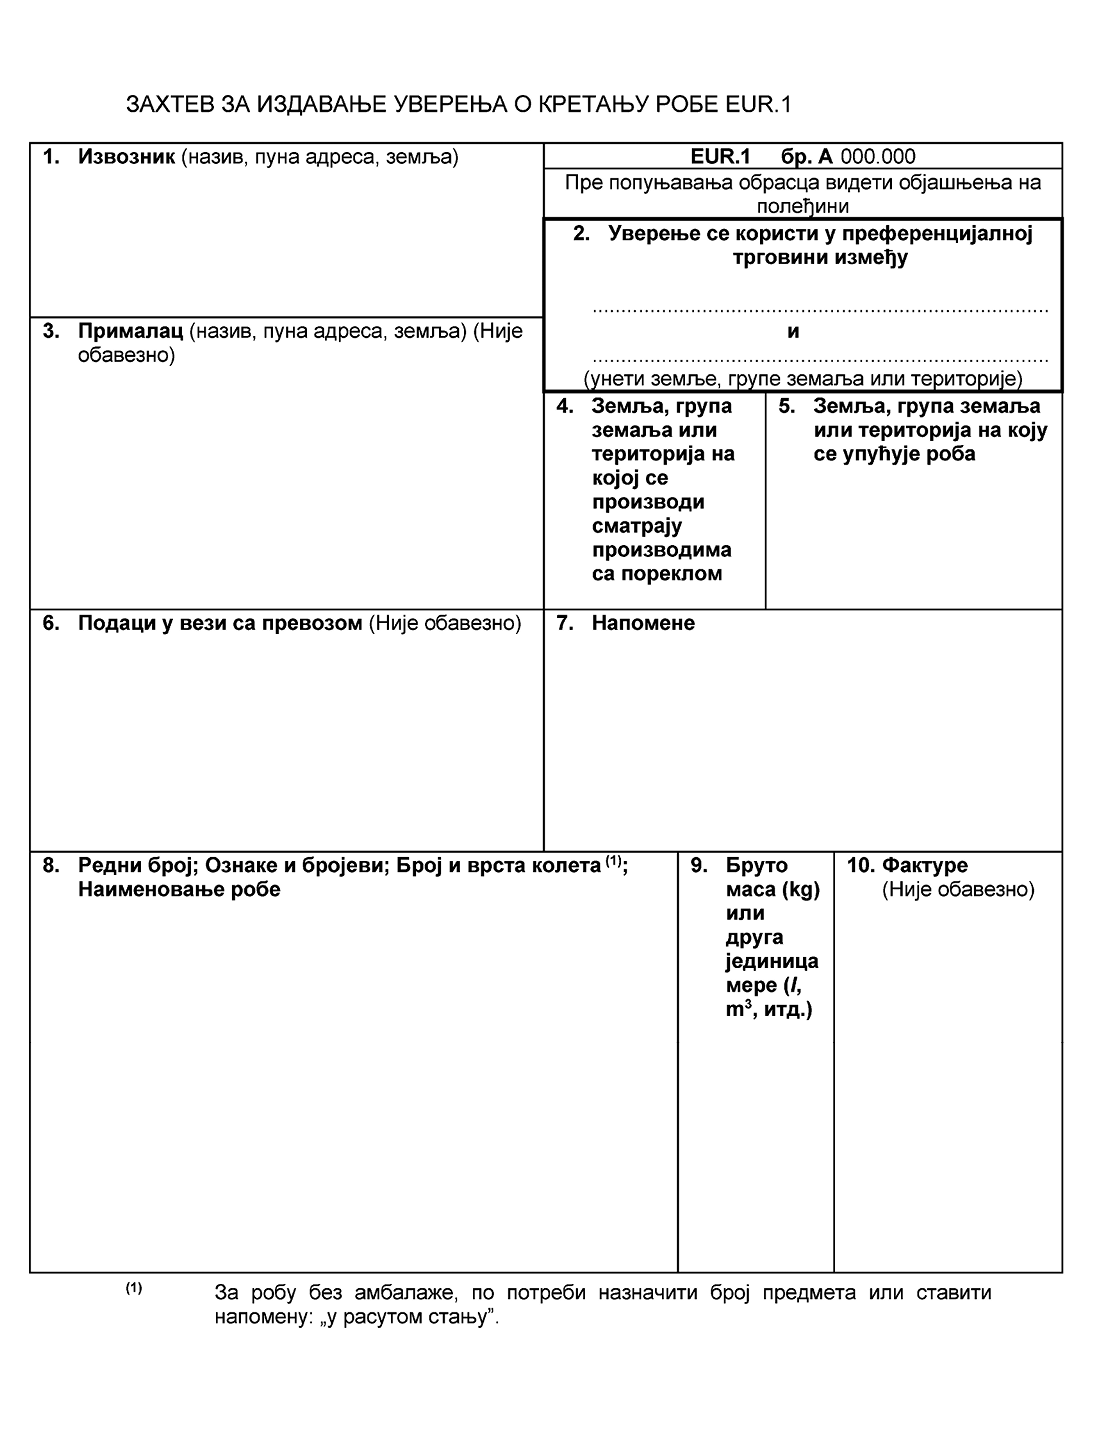 ЗАХТЕВ ЗА ИЗДАВАЊЕ УВЕРЕЊА О КРЕТАЊУ РОБЕ EUR.1
1. Извозник (назив, пуна адреса, земља)
EUR.1 бр. А 000.000
Пре попуњавања обрасца видети објашњења на
полеђини
2. Уверење се користи у преференцијалној
трговини између
................................................................................
и
................................................................................
(унети земље, групе земаља или територије)
3. Прималац (назив, пуна адреса, земља) (Није
обавезно)
4. Земља, група
земаља или
територија на
којој се
производи
сматрају
производима
са пореклом
5. Земља, група земаља
или територија на коју
се упућује роба
6. Подаци у вези са превозом (Није обавезно)
7. Напомене
8. Редни број; Ознаке и бројеви; Број и врста колета (1);
Наименовање робе
9. Бруто
маса (kg)
или
друга
јединица
мере (l,
m³, итд.)
10. Фактуре
(Није обавезно)
(1) За робу без амбалаже, по потреби назначити број предмета или ставити
напомену: „у расутом стању”.